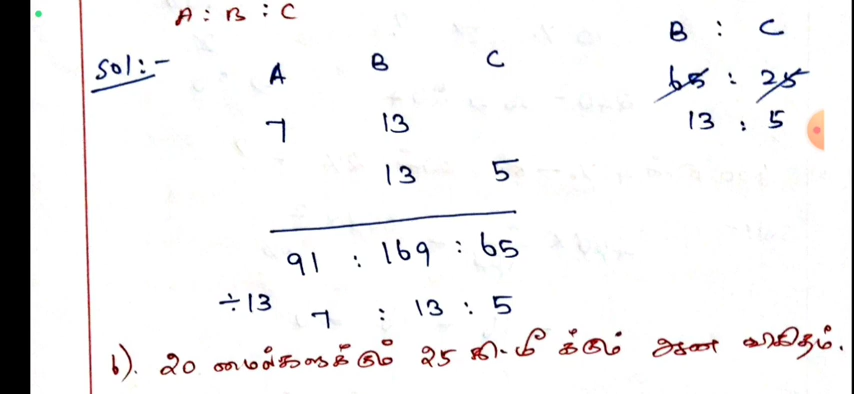 A : B : C
B : C
Sol :-
A B C
65 : 25
7 13
13 : 5
13 5
91 : 169 : 65
÷13 7 : 13 : 5
b). 20 மைல்களுக்கும் 25 கி.மீ க்கும் ஆன விகிதம்.